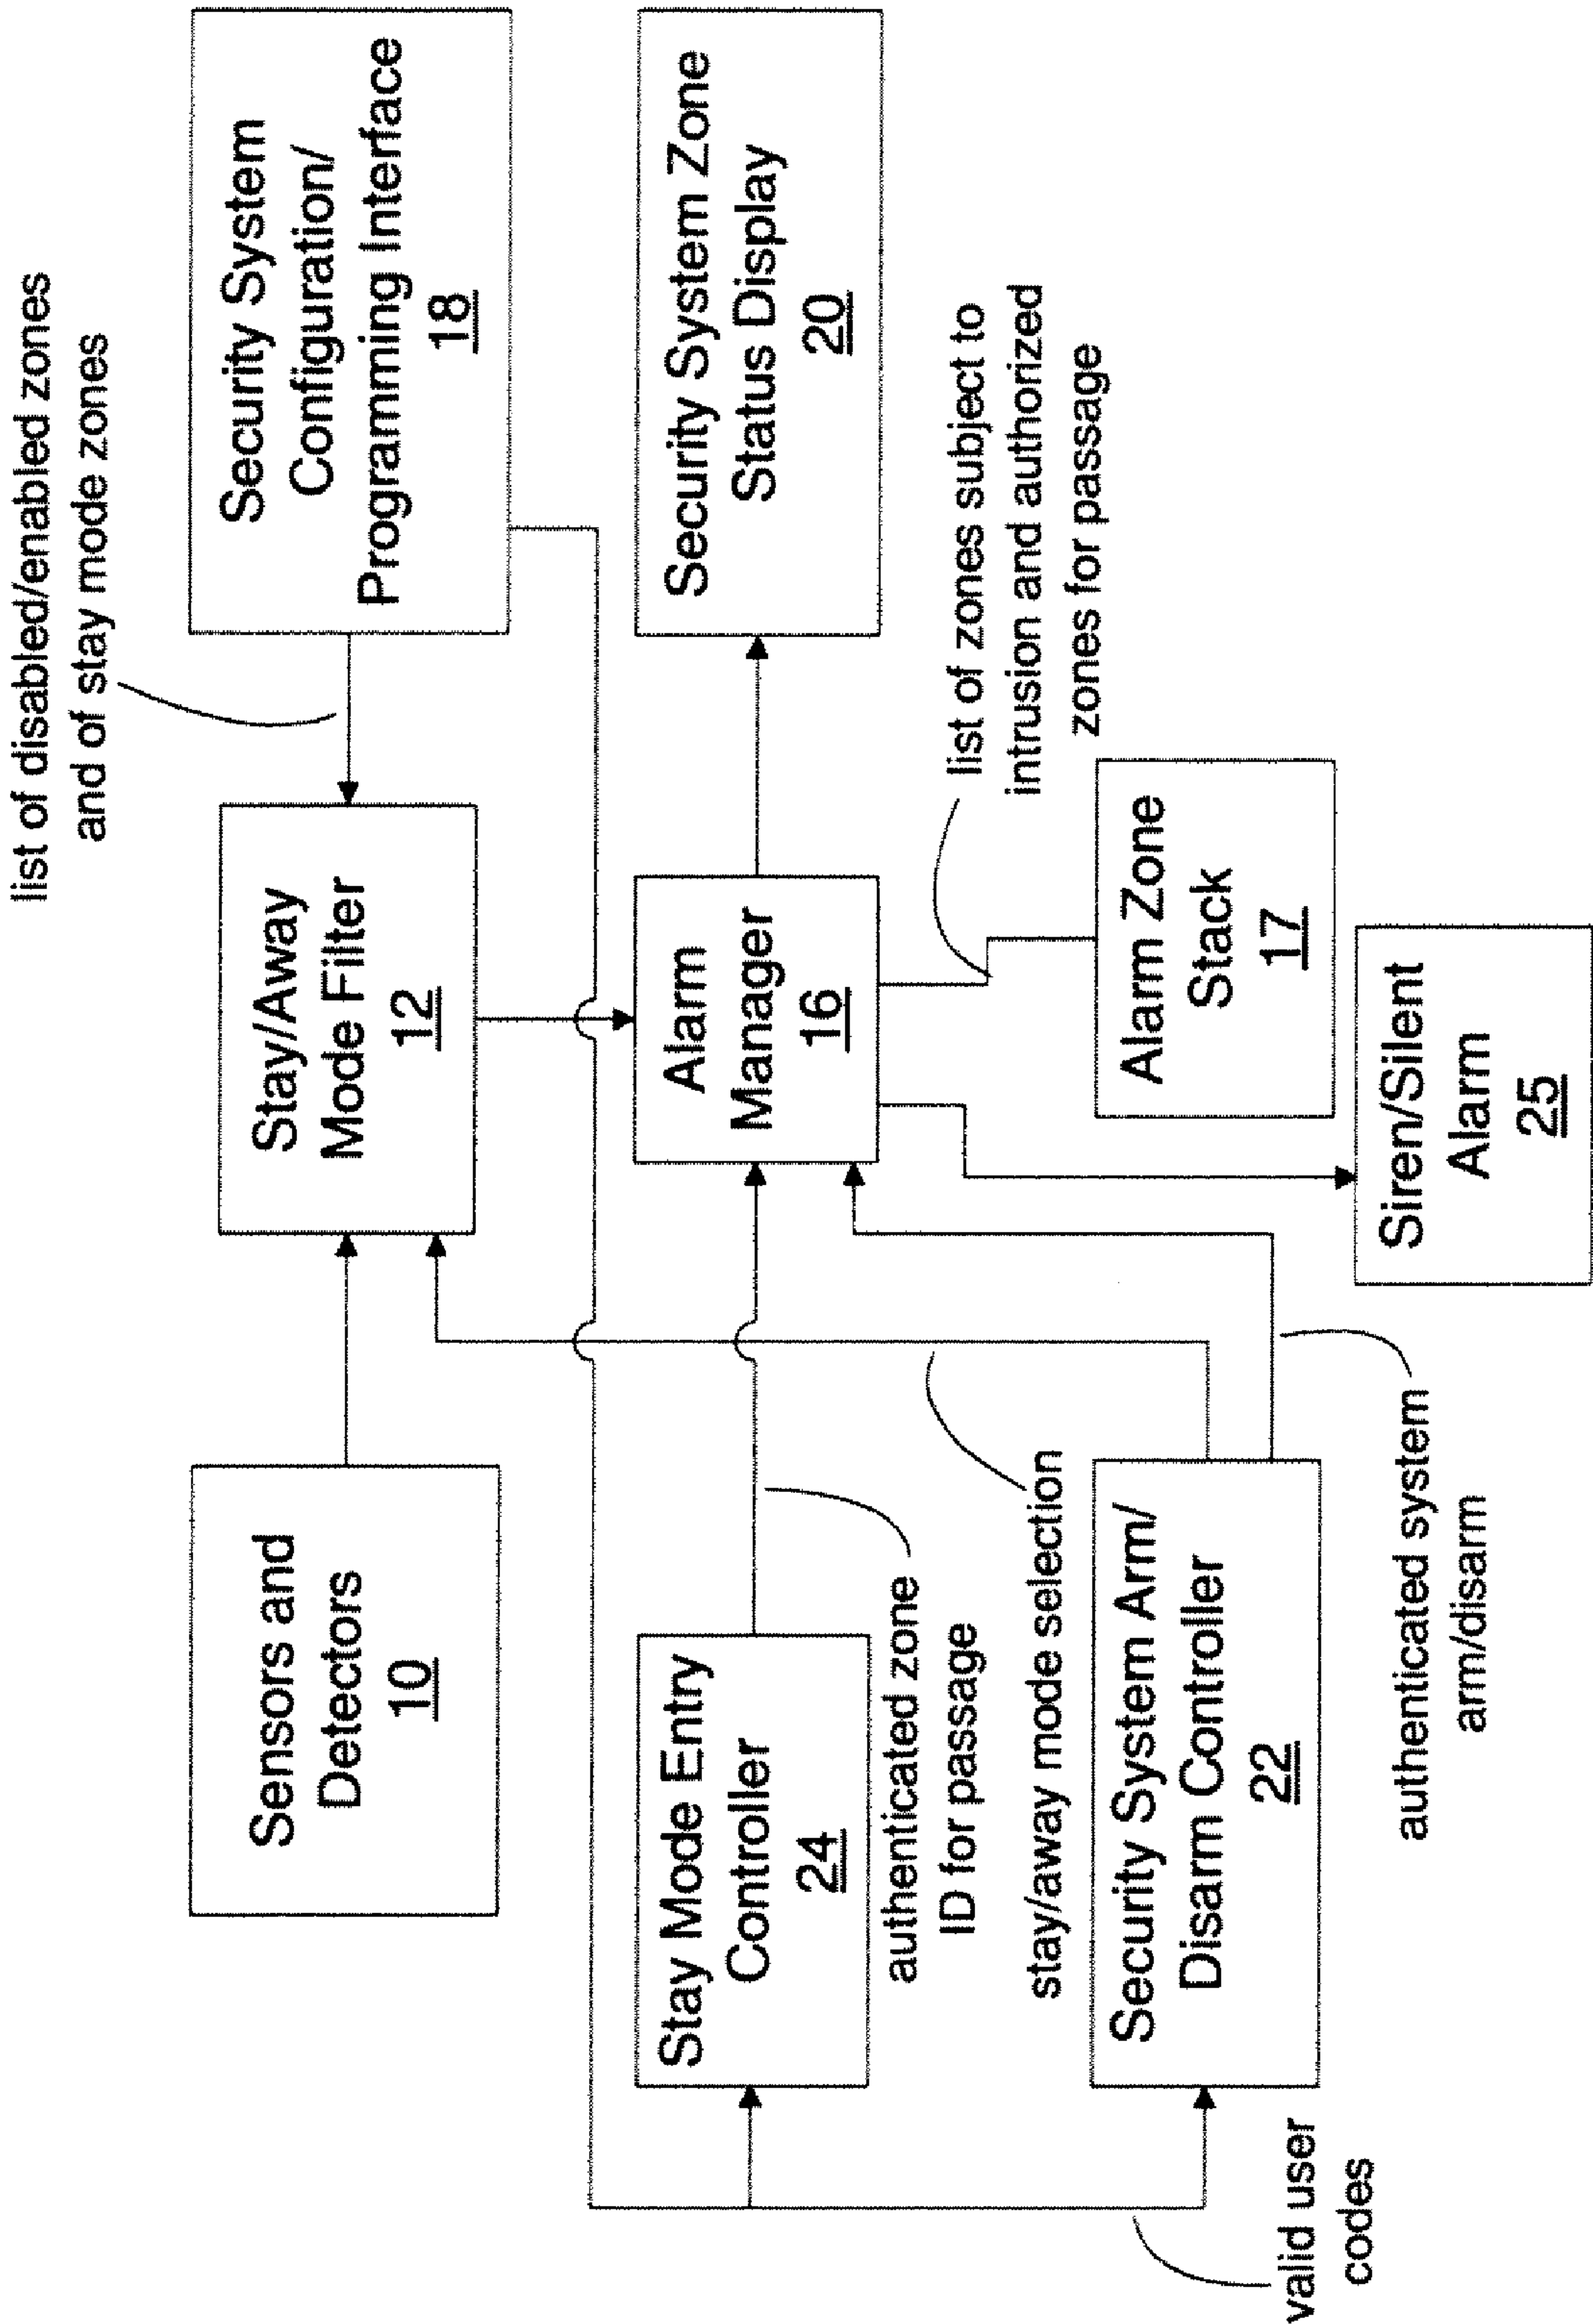 list of disabled/enabled zones
and of stay mode zones
Sensors and
Detectors
10
Stay/Away
Mode Filter
12
Security System
Configuration/
Programming Interface
18
Stay Mode Entry
Controller
24
authenticated zone
ID for passage
Alarm
Manager
16
Security System Zone
Status Display
20
list of zones subject to
intrusion and authorized
zones for passage
stay/away mode selection
Security System Arm/
Disarm Controller
22
Alarm Zone
Stack
17
valid user
codes
authenticated system
arm/disarm
Siren/Silent
Alarm
25